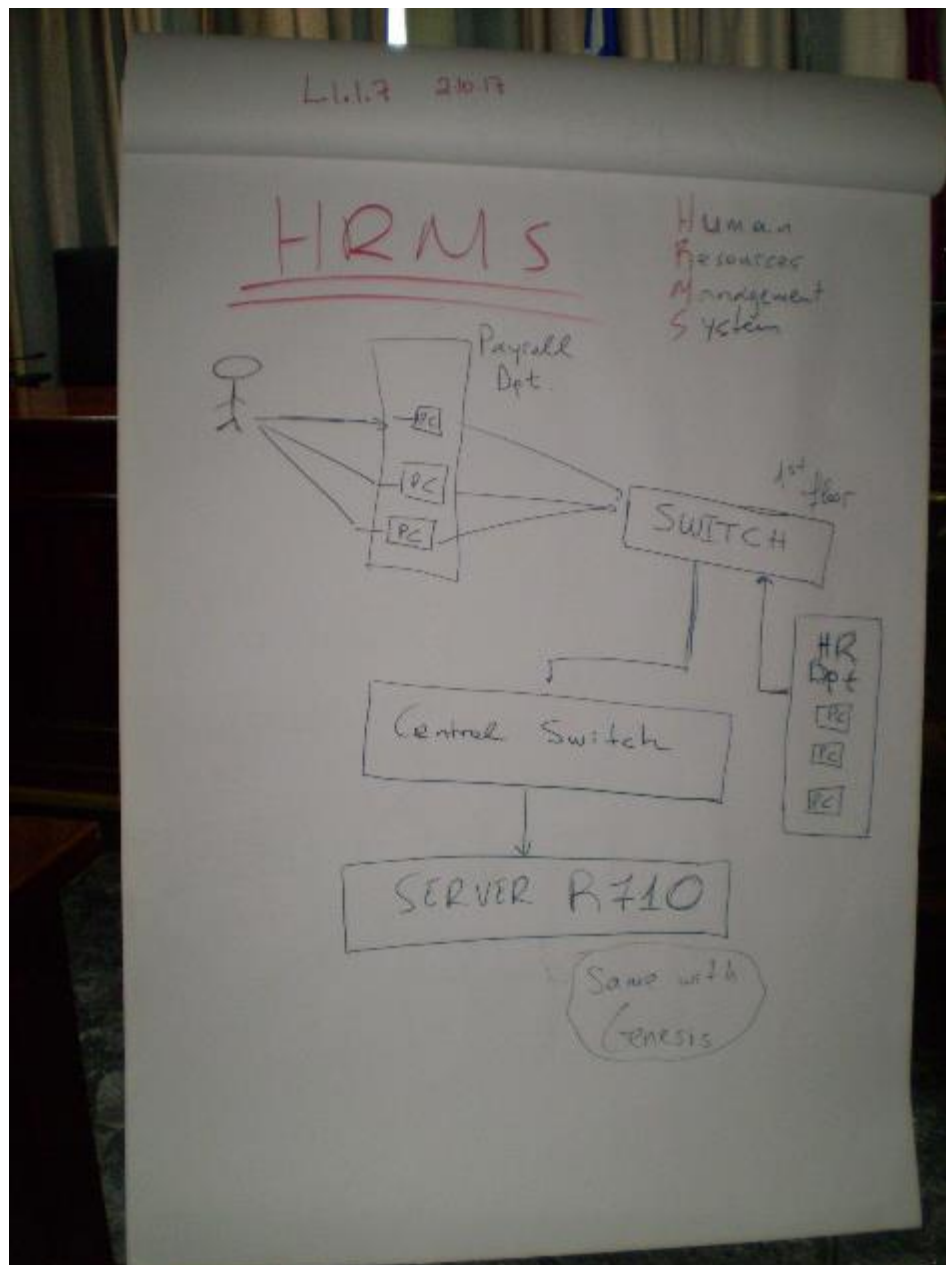 L.1.1.7 2.10.17
HRMS
Human
Resources
Management
System
Payroll
Dpt.
PC
PC
PC
1st floor
SWITCH
HR
Dpt
PC
PC
PC
Central Switch
SERVER R710
Same with
Genesis